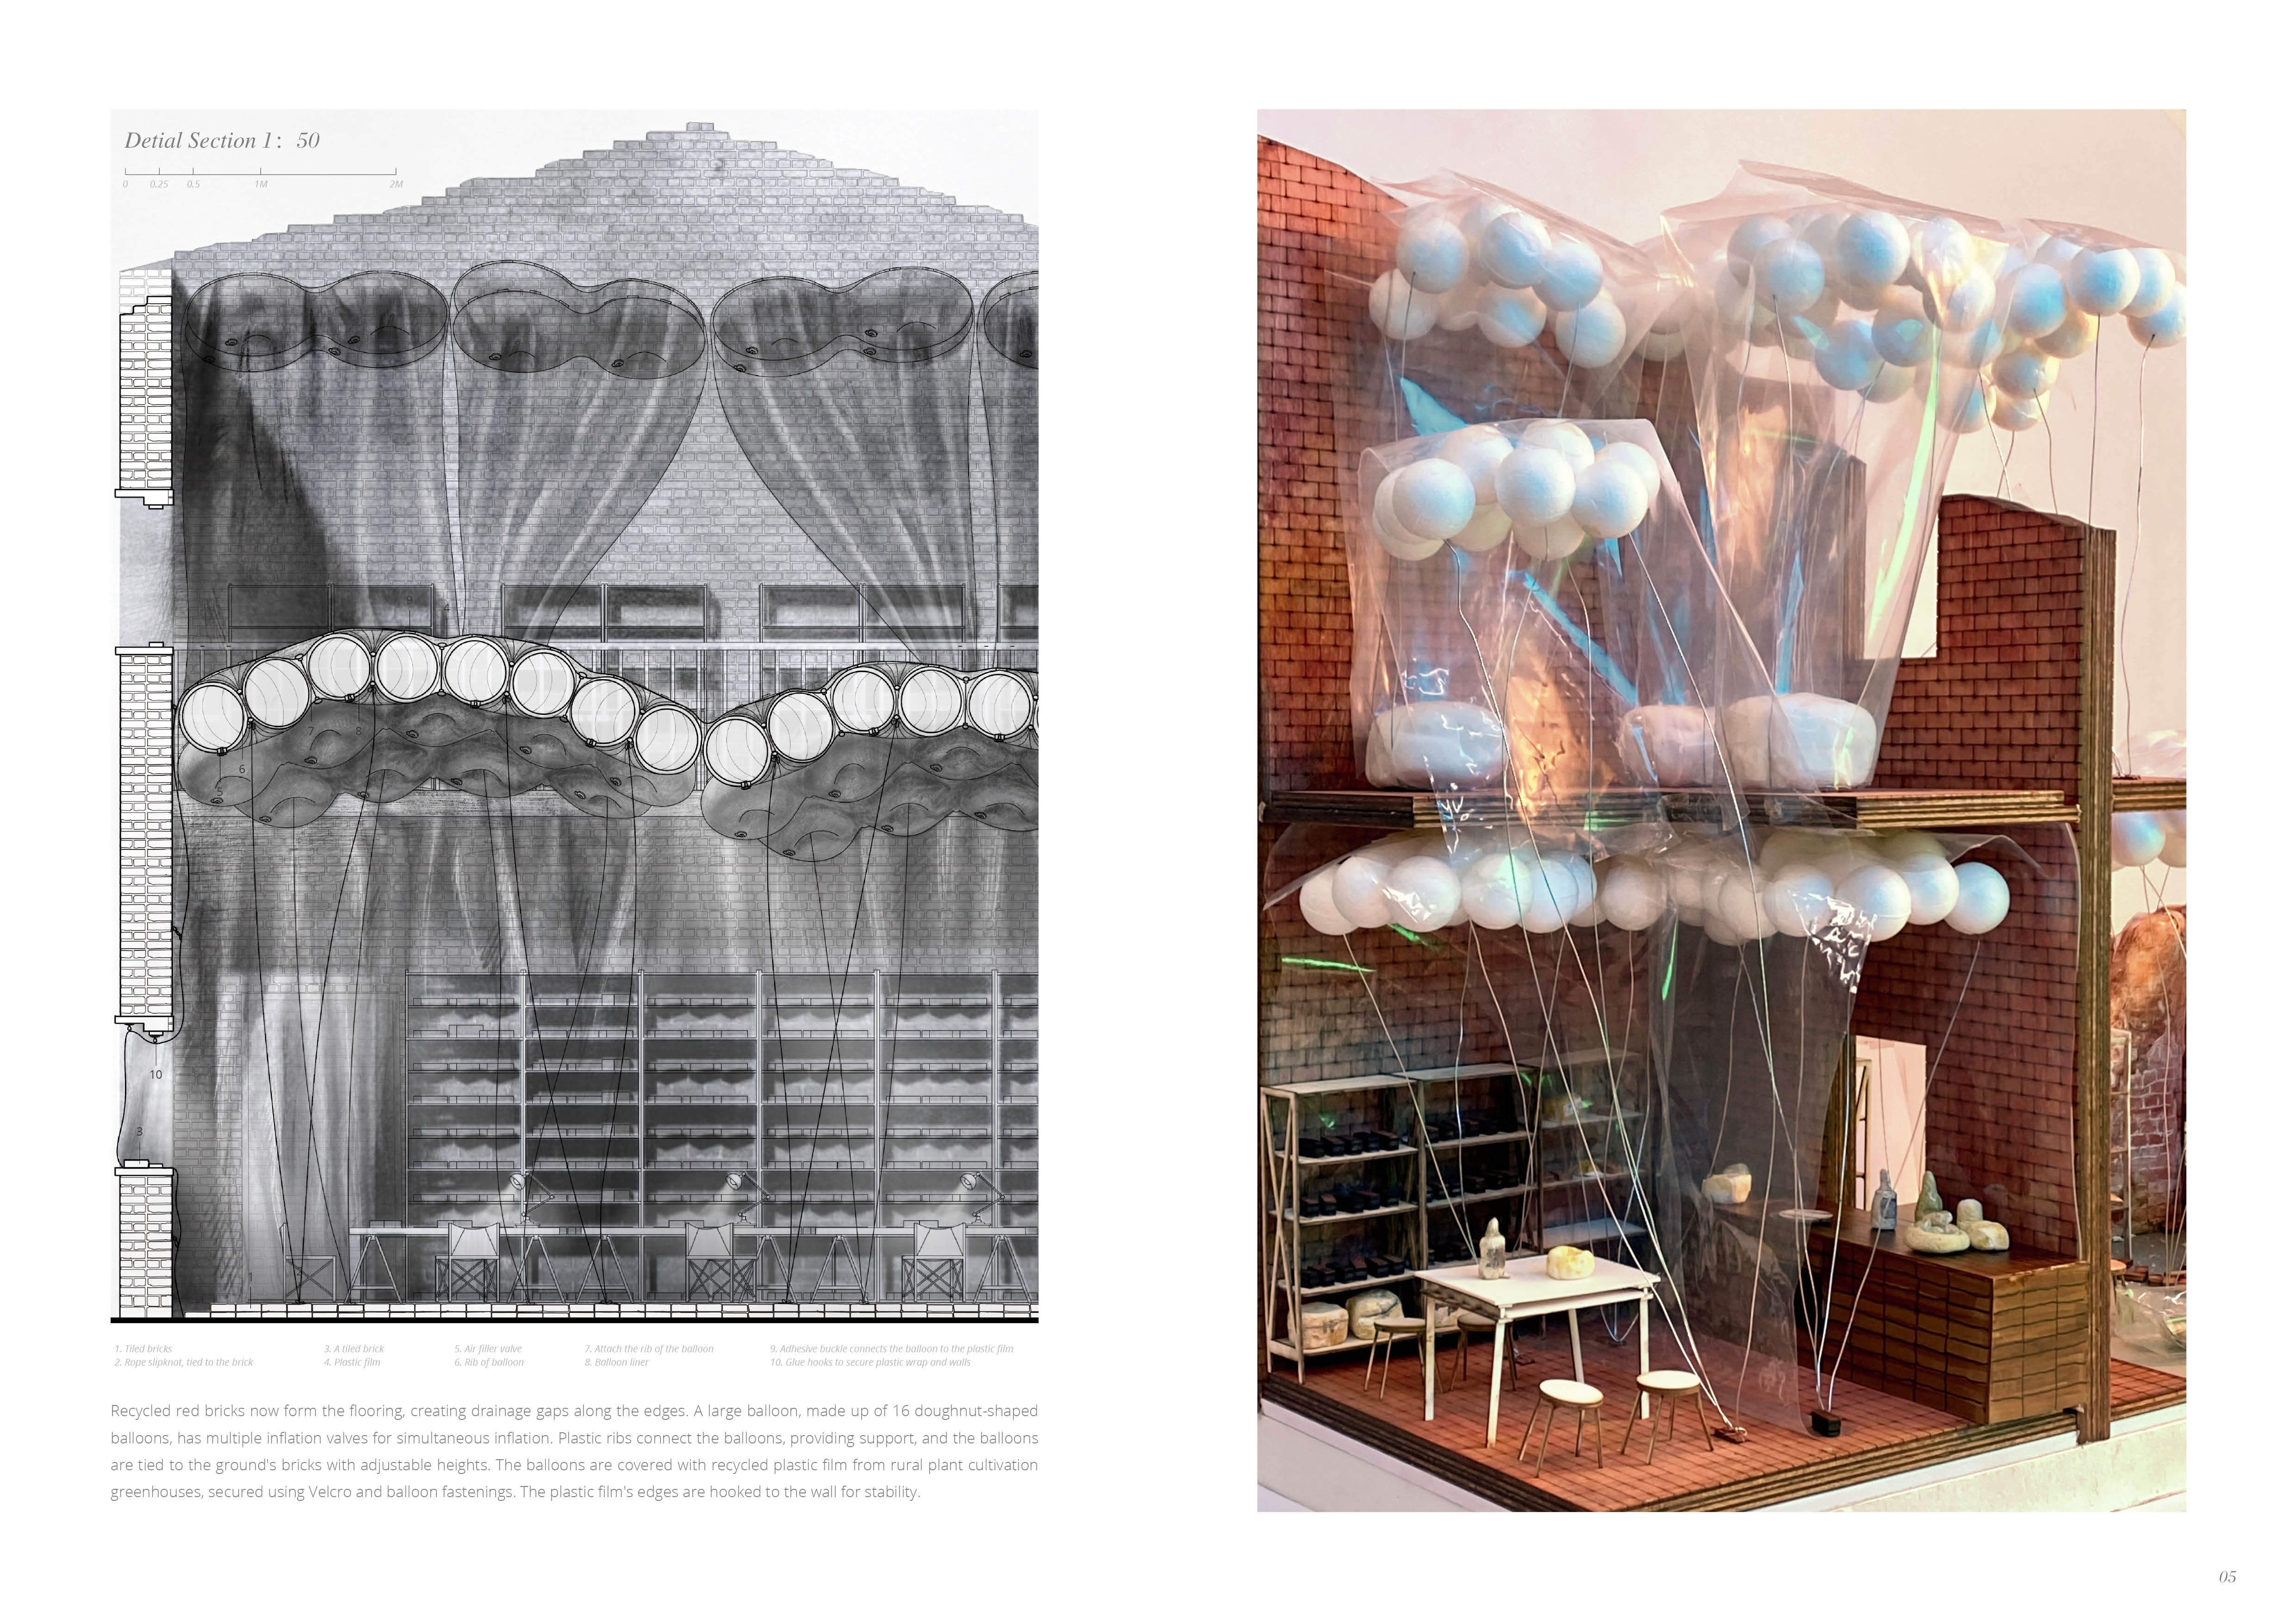 Detial Section 1: 50
0 0.25 0.5 1M 2M
9
4
7 8
6
5
10
3
1
1. Tiled bricks 3. A tiled brick 5. Air filler valve 7. Attach the rib of the balloon 9. Adhesive buckle connects the balloon to the plastic film
2. Rope slipknot, tied to the brick 4. Plastic film 6. Rib of balloon 8. Balloon liner 10. Glue hooks to secure plastic wrap and walls
Recycled red bricks now form the flooring, creating drainage gaps along the edges. A large balloon, made up of 16 doughnut-shaped
balloons, has multiple inflation valves for simultaneous inflation. Plastic ribs connect the balloons, providing support, and the balloons
are tied to the ground's bricks with adjustable heights. The balloons are covered with recycled plastic film from rural plant cultivation
greenhouses, secured using Velcro and balloon fastenings. The plastic film's edges are hooked to the wall for stability.
05